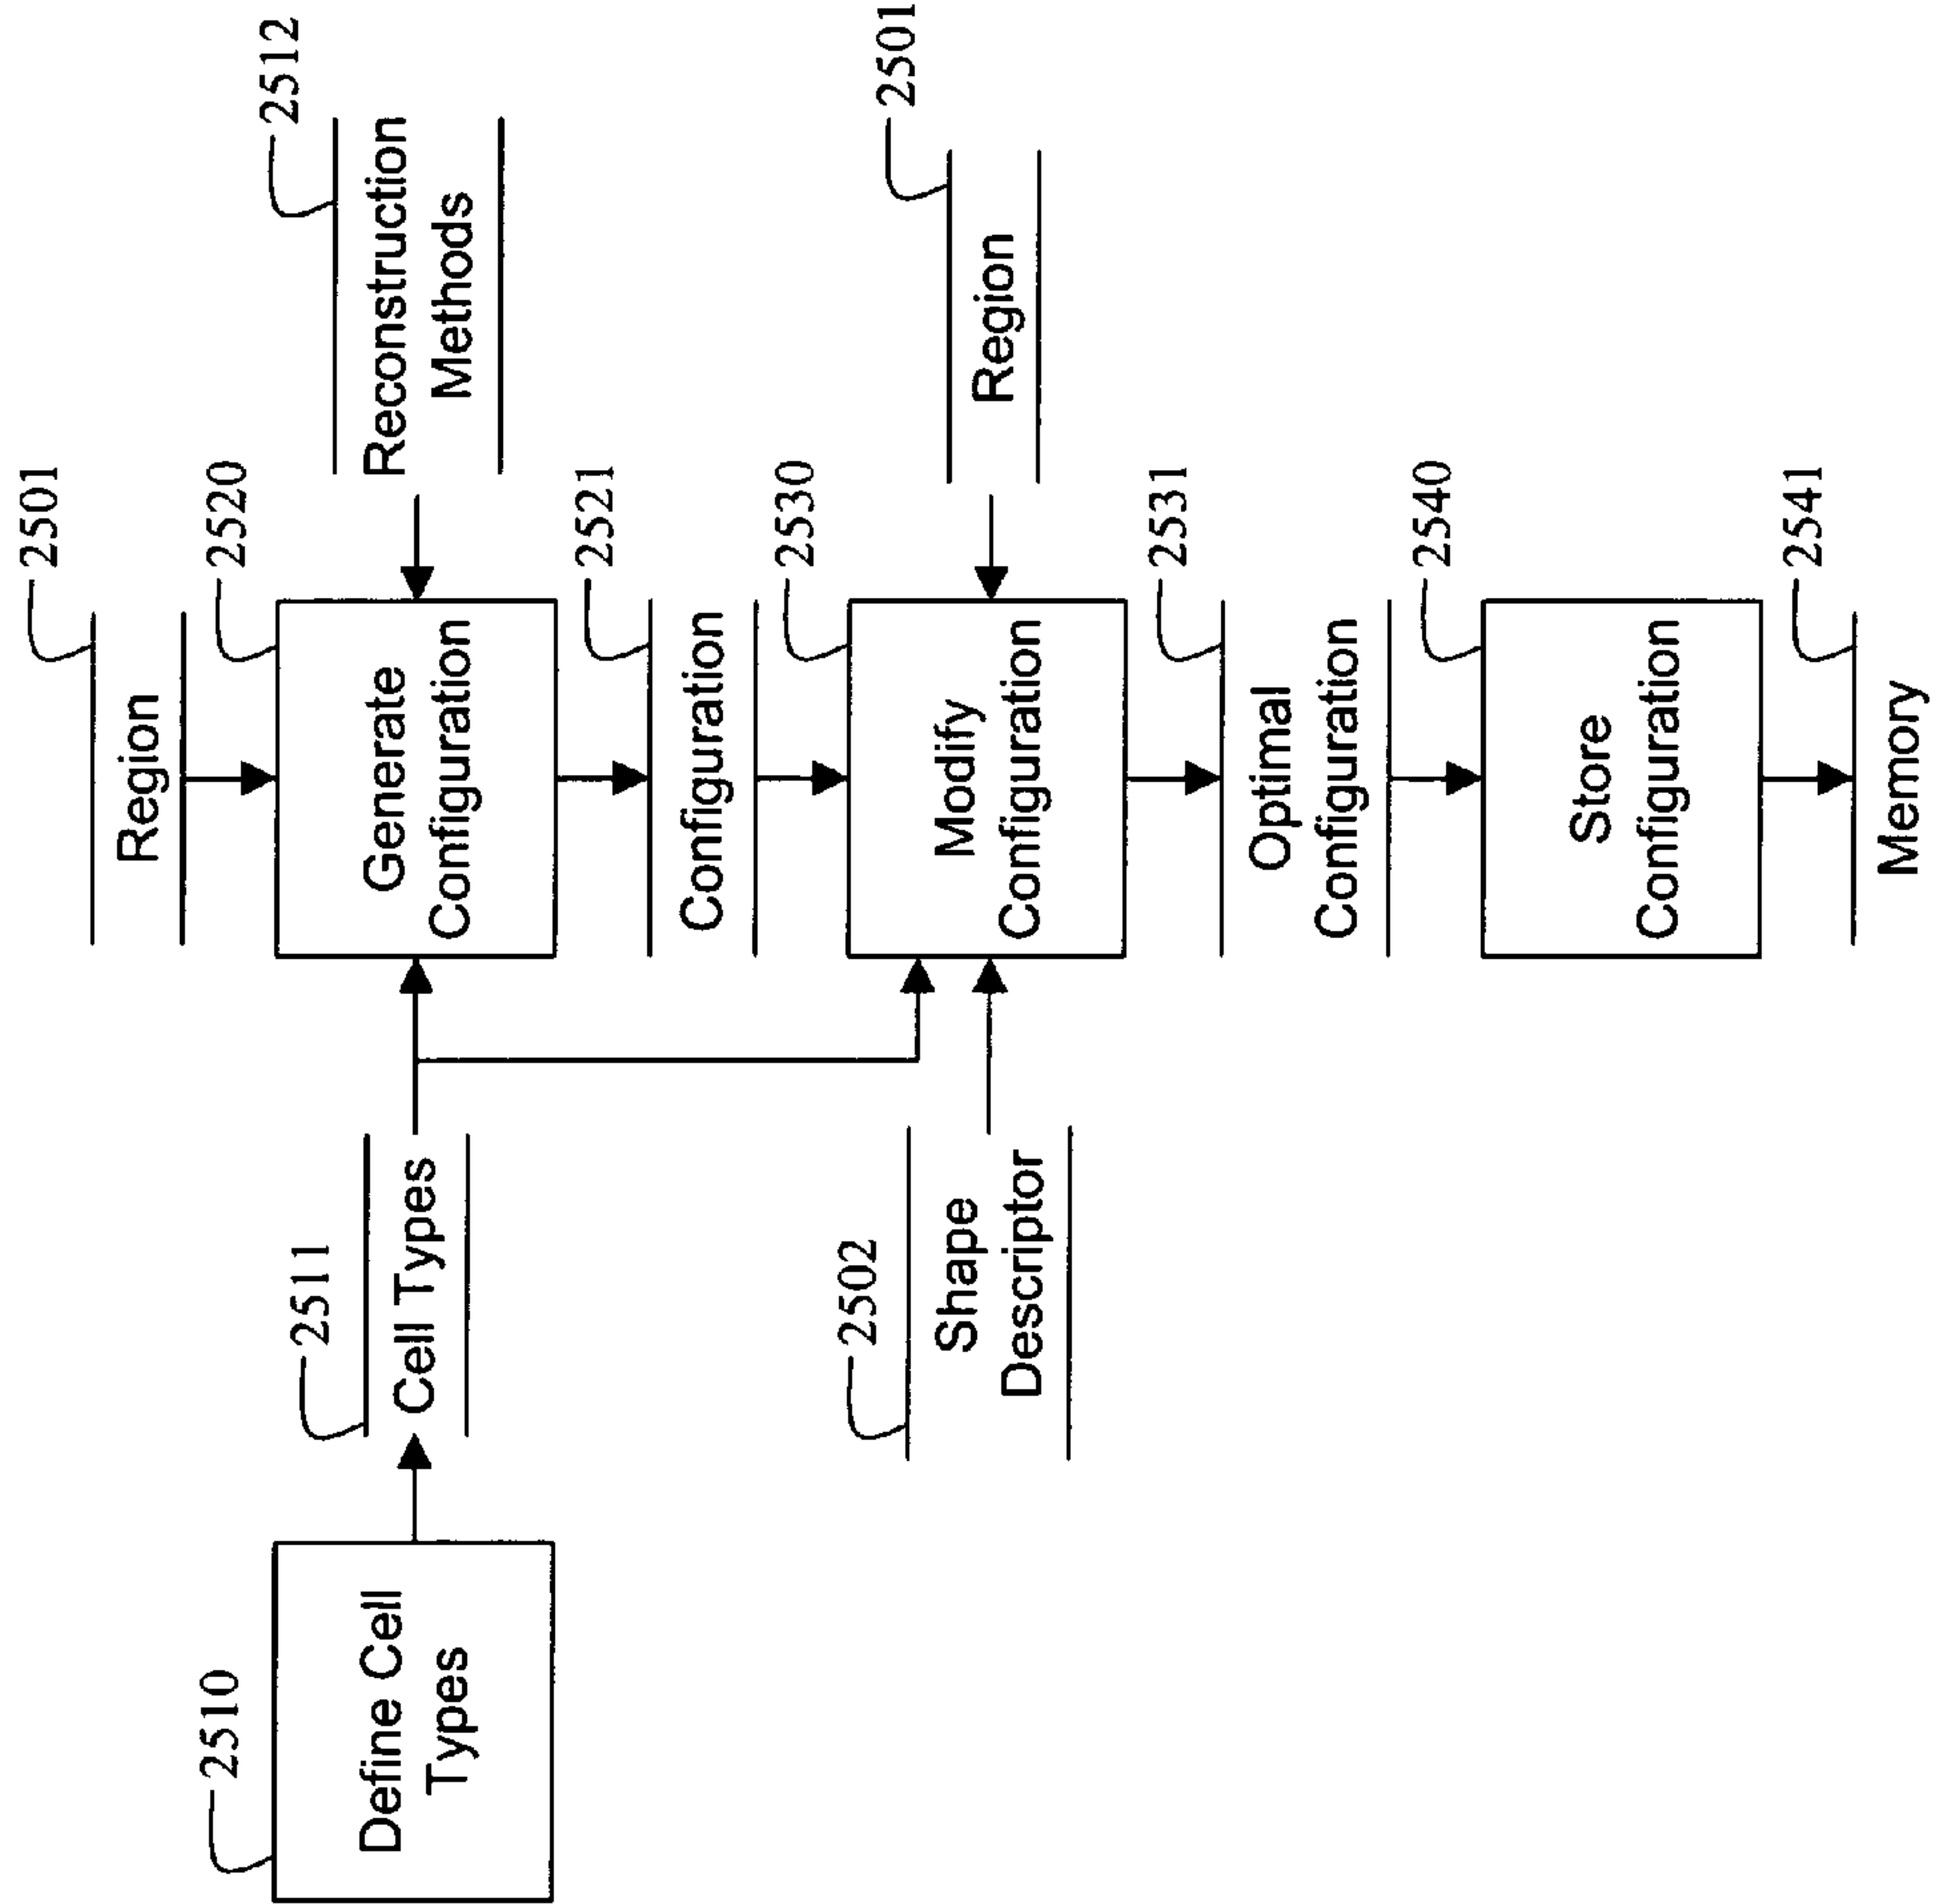 2501
Region
2510
Define Cell
Types
2511
Cell Types
2520
Generate
Configuration
2512
Reconstruction
Methods
2521
Configuration
2502
Shape
Descriptor
2530
Modify
Configuration
2501
Region
2531
Optimal
Configuration
2540
Store
Configuration
2541
Memory